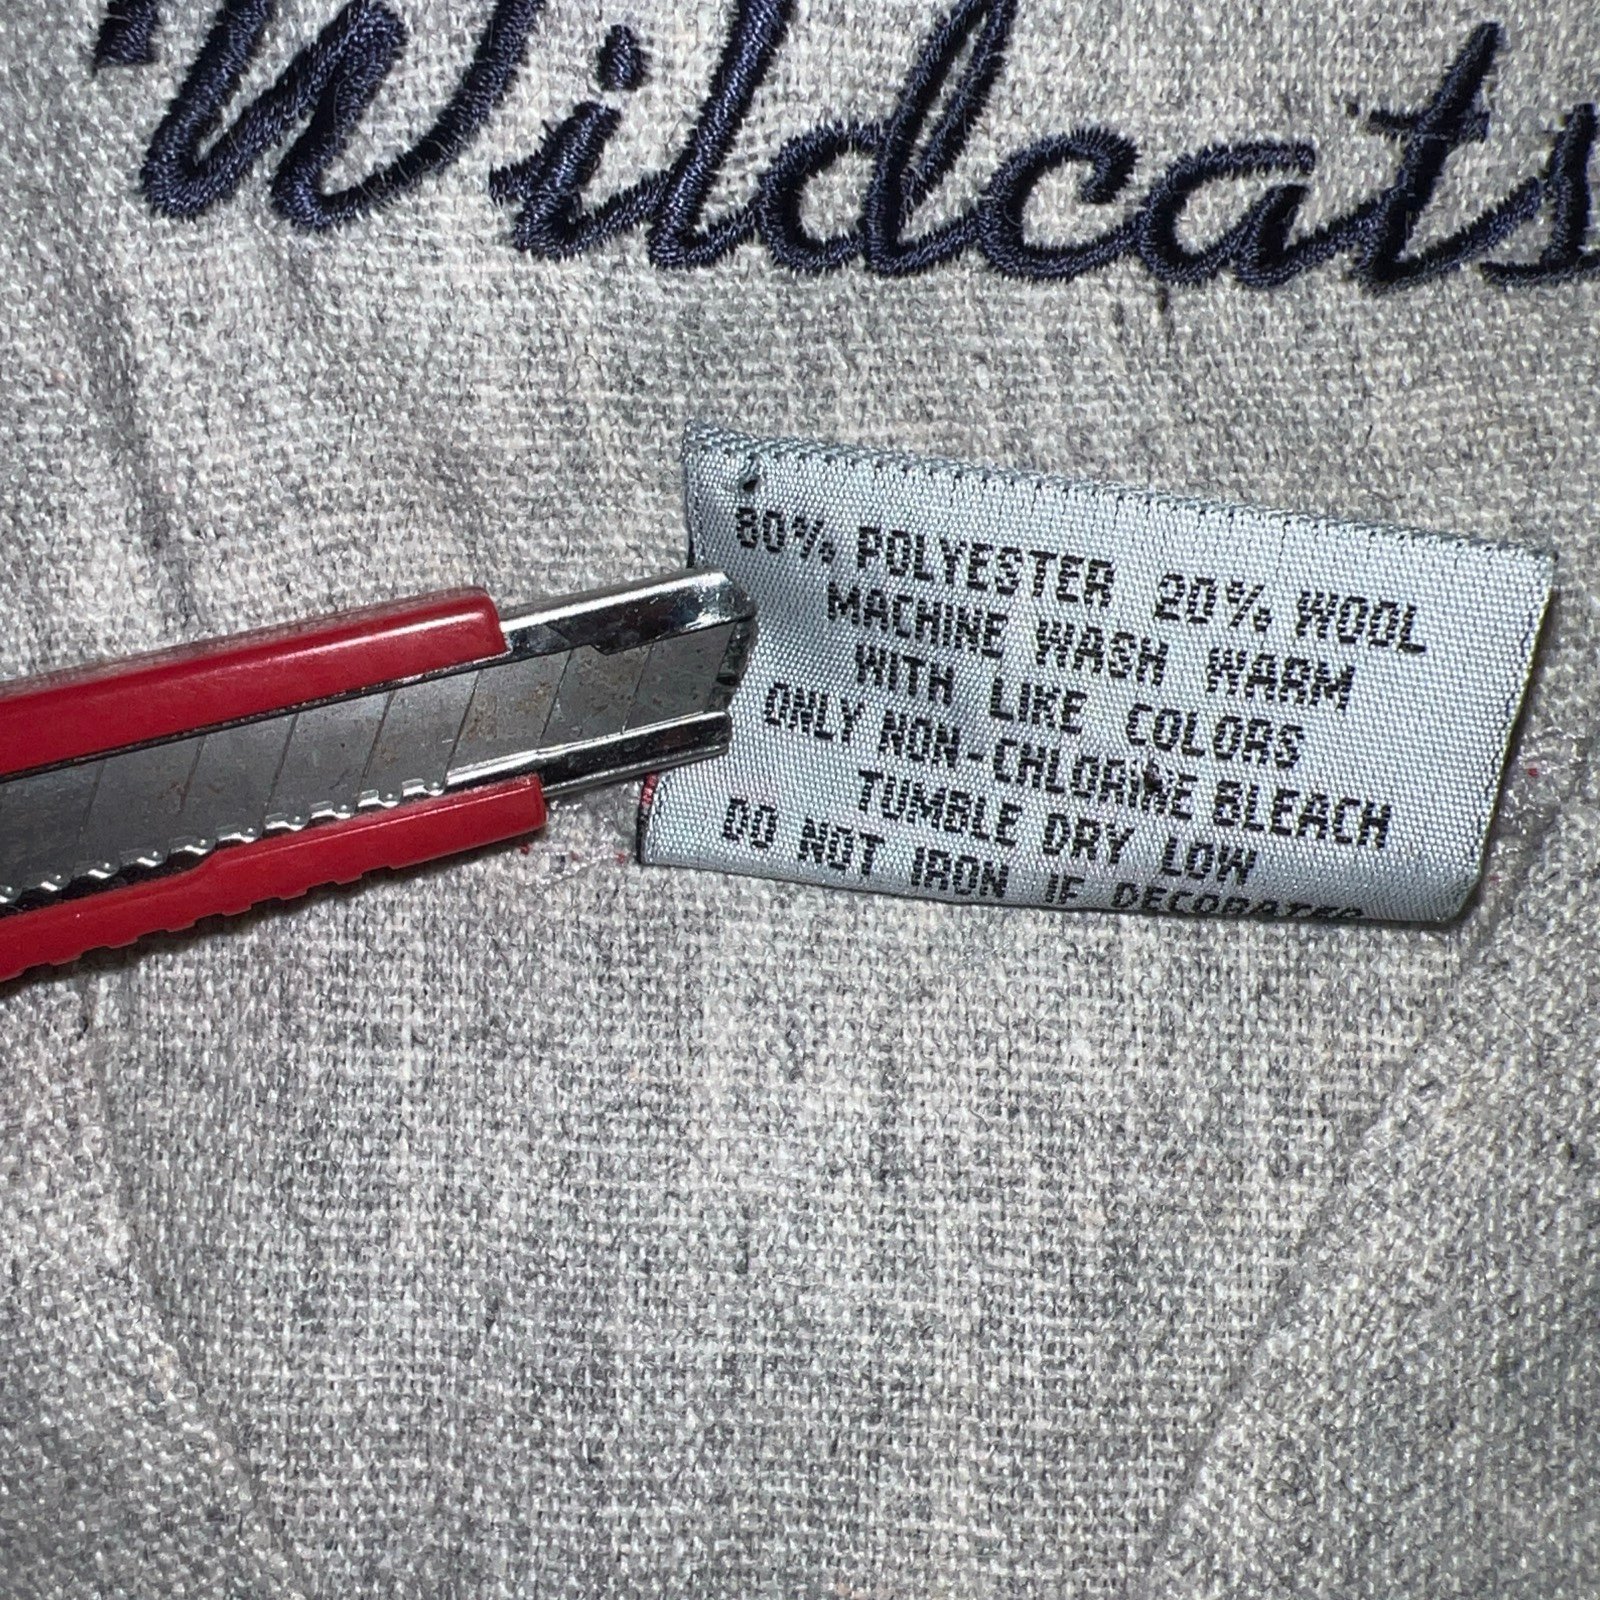 Wildcats
80% POLYESTER 20% WOOL
MACHINE WASH WARM
WITH LIKE COLORS
ONLY NON-CHLORINE BLEACH
TUMBLE DRY LOW
DO NOT IRON IF DECORATED